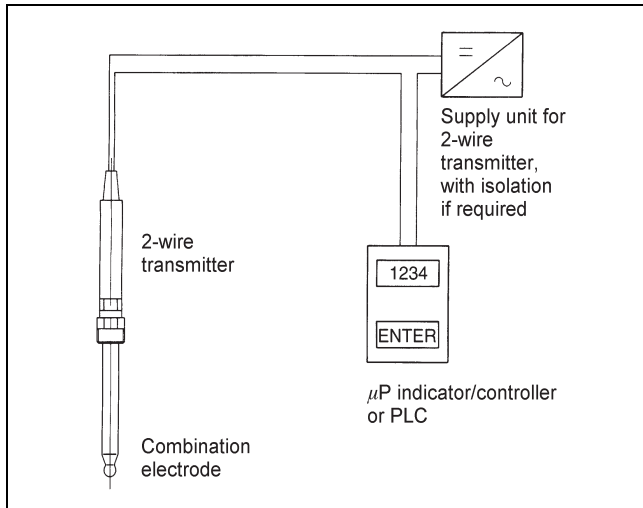 Supply unit for
2-wire
transmitter,
with isolation
if required
2-wire
transmitter
1234
ENTER
µP indicator/controller
or PLC
Combination
electrode